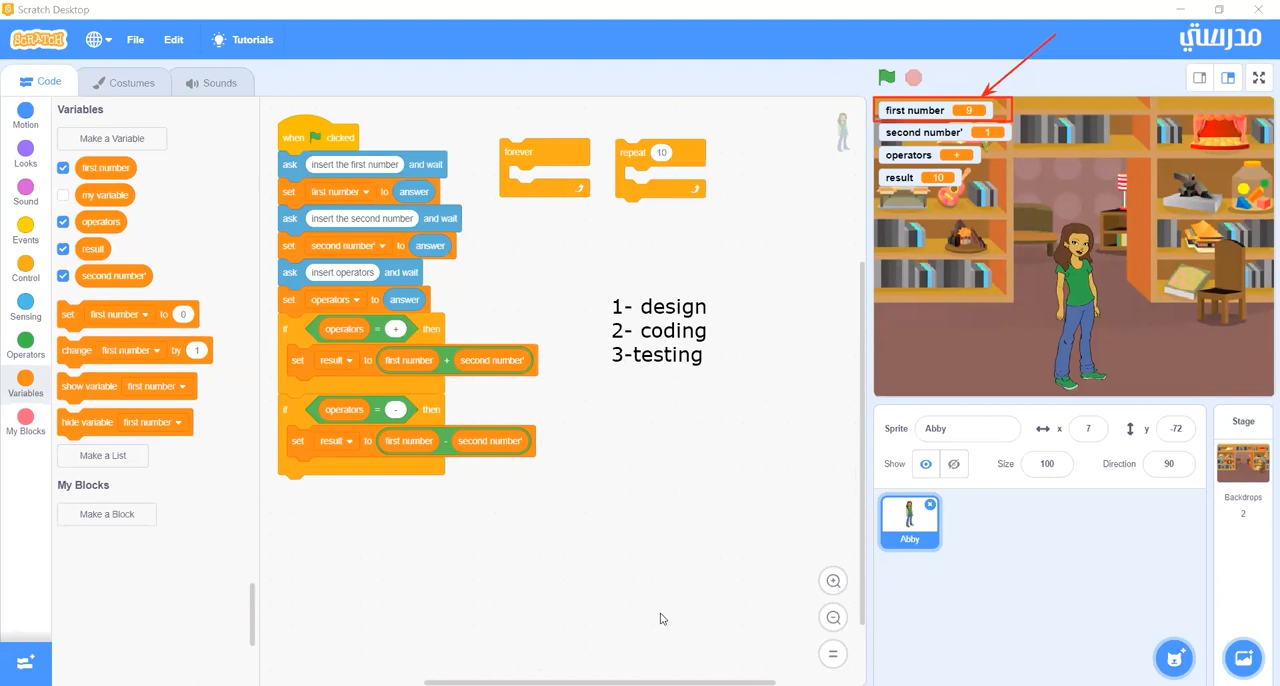 Scratch Desktop
SCRATCH File Edit Tutorials مدرستي
Code Costumes Sounds
Motion
Looks
Sound
Events
Control
Sensing
Operators
Variables
My Blocks
Variables
Make a Variable
first number
my variable
operators
result
second number'
set first number to 0
change first number by 1
show variable first number
hide variable first number
Make a List
My Blocks
Make a Block
when clicked
ask insert the first number and wait
set first number to answer
ask insert the second number and wait
set second number' to answer
ask insert operators and wait
set operators to answer
if operators = + then
set result to first number + second number'
if operators = - then
set result to first number - second number'
forever
repeat 10
1- design
2- coding
3-testing
first number 9
second number' 1
operators +
result 10
Sprite Abby x 7 y -72
Show Size 100 Direction 90
Abby
Stage
Backdrops
2